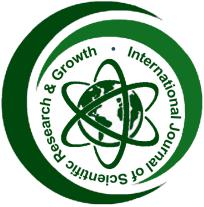 International Journal of Scientific Research & Growth •